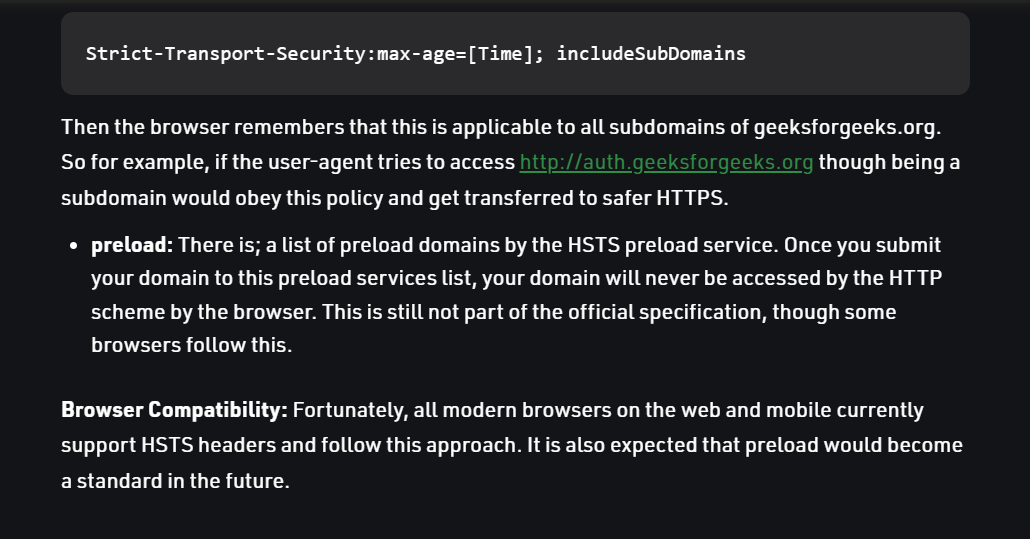 Strict-Transport-Security:max-age=[Time]; includeSubDomains
Then the browser remembers that this is applicable to all subdomains of geeksforgeeks.org.
So for example, if the user-agent tries to access http://auth.geeksforgeeks.org though being a
subdomain would obey this policy and get transferred to safer HTTPS.
• preload: There is; a list of preload domains by the HSTS preload service. Once you submit
your domain to this preload services list, your domain will never be accessed by the HTTP
scheme by the browser. This is still not part of the official specification, though some
browsers follow this.
Browser Compatibility: Fortunately, all modern browsers on the web and mobile currently
support HSTS headers and follow this approach. It is also expected that preload would become
a standard in the future.